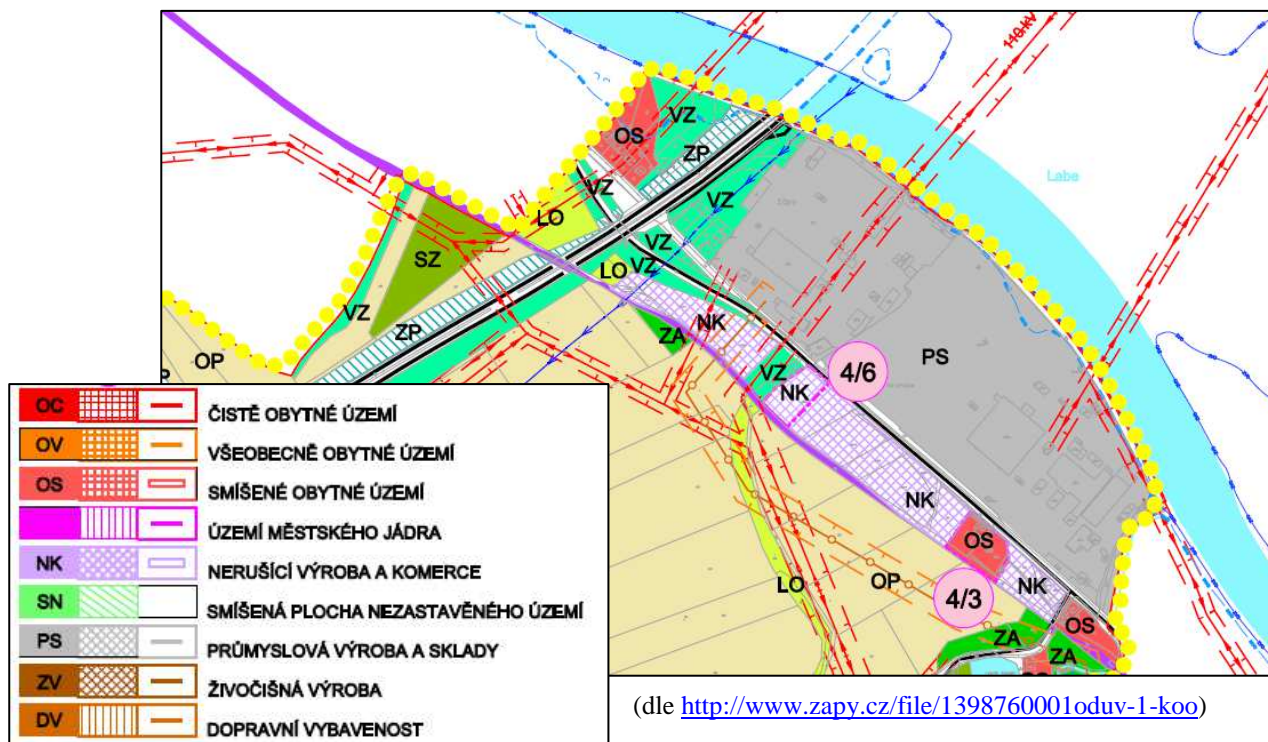 110 kV
VZ
OS
ZP
VZ
VZ
Labe
LO
SZ
VZ
VZ
LO
VZ
ZP
OP
ZA
NK
PS
VZ
NK
4/6
NK
OS
LO
OP
NK
4/3
OS
ZA
ZA
OC ČISTĚ OBYTNÉ ÚZEMÍ
OV VŠEOBECNĚ OBYTNÉ ÚZEMÍ
OS SMÍŠENÉ OBYTNÉ ÚZEMÍ
ÚZEMÍ MĚSTSKÉHO JÁDRA
NK NERUŠÍCÍ VÝROBA A KOMERCE
SN SMÍŠENÁ PLOCHA NEZASTAVĚNÉHO ÚZEMÍ
PS PRŮMYSLOVÁ VÝROBA A SKLADY
ZV ŽIVOČIŠNÁ VÝROBA
DV DOPRAVNÍ VYBAVENOST
(dle http://www.zapy.cz/file/1398760001oduv-1-koo)